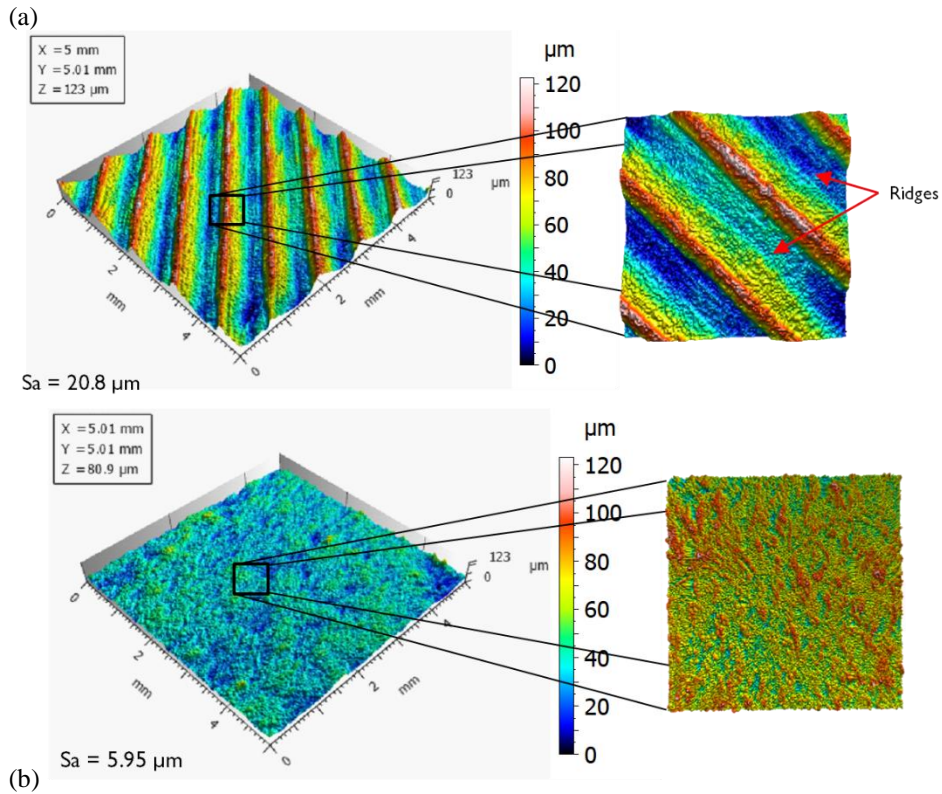 (a)
X = 5 mm
Y = 5.01 mm
Z = 123 µm
µm
120
100
80
60
40
20
0
123
0
µm
0
2
4
mm
4
2
0
mm
Ridges
Sa = 20.8 µm
X = 5.01 mm
Y = 5.01 mm
Z = 80.9 µm
µm
120
100
80
60
40
20
0
123
0
µm
0
2
4
mm
4
2
0
mm
Sa = 5.95 µm
(b)